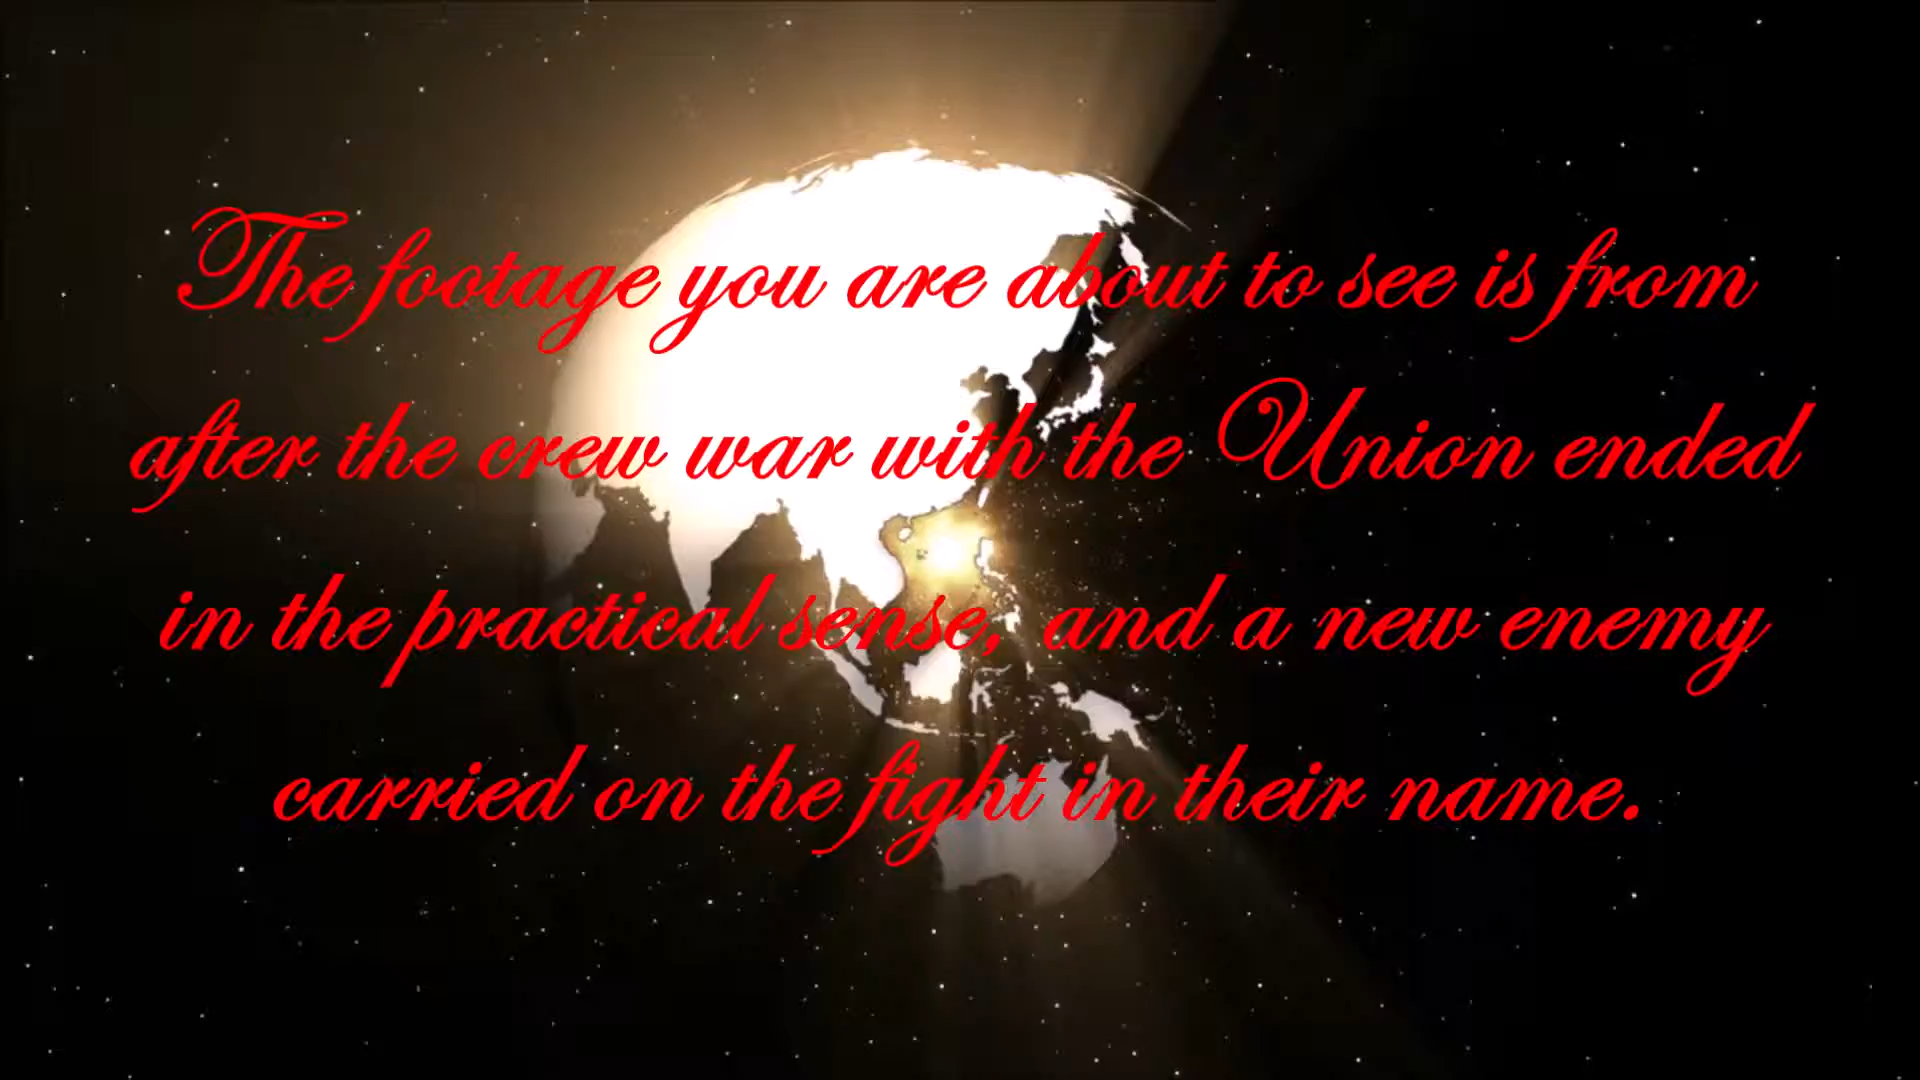 The footage you are about to see is from
after the crew war with the Union ended
in the practical sense, and a new enemy
carried on the fight in their name.